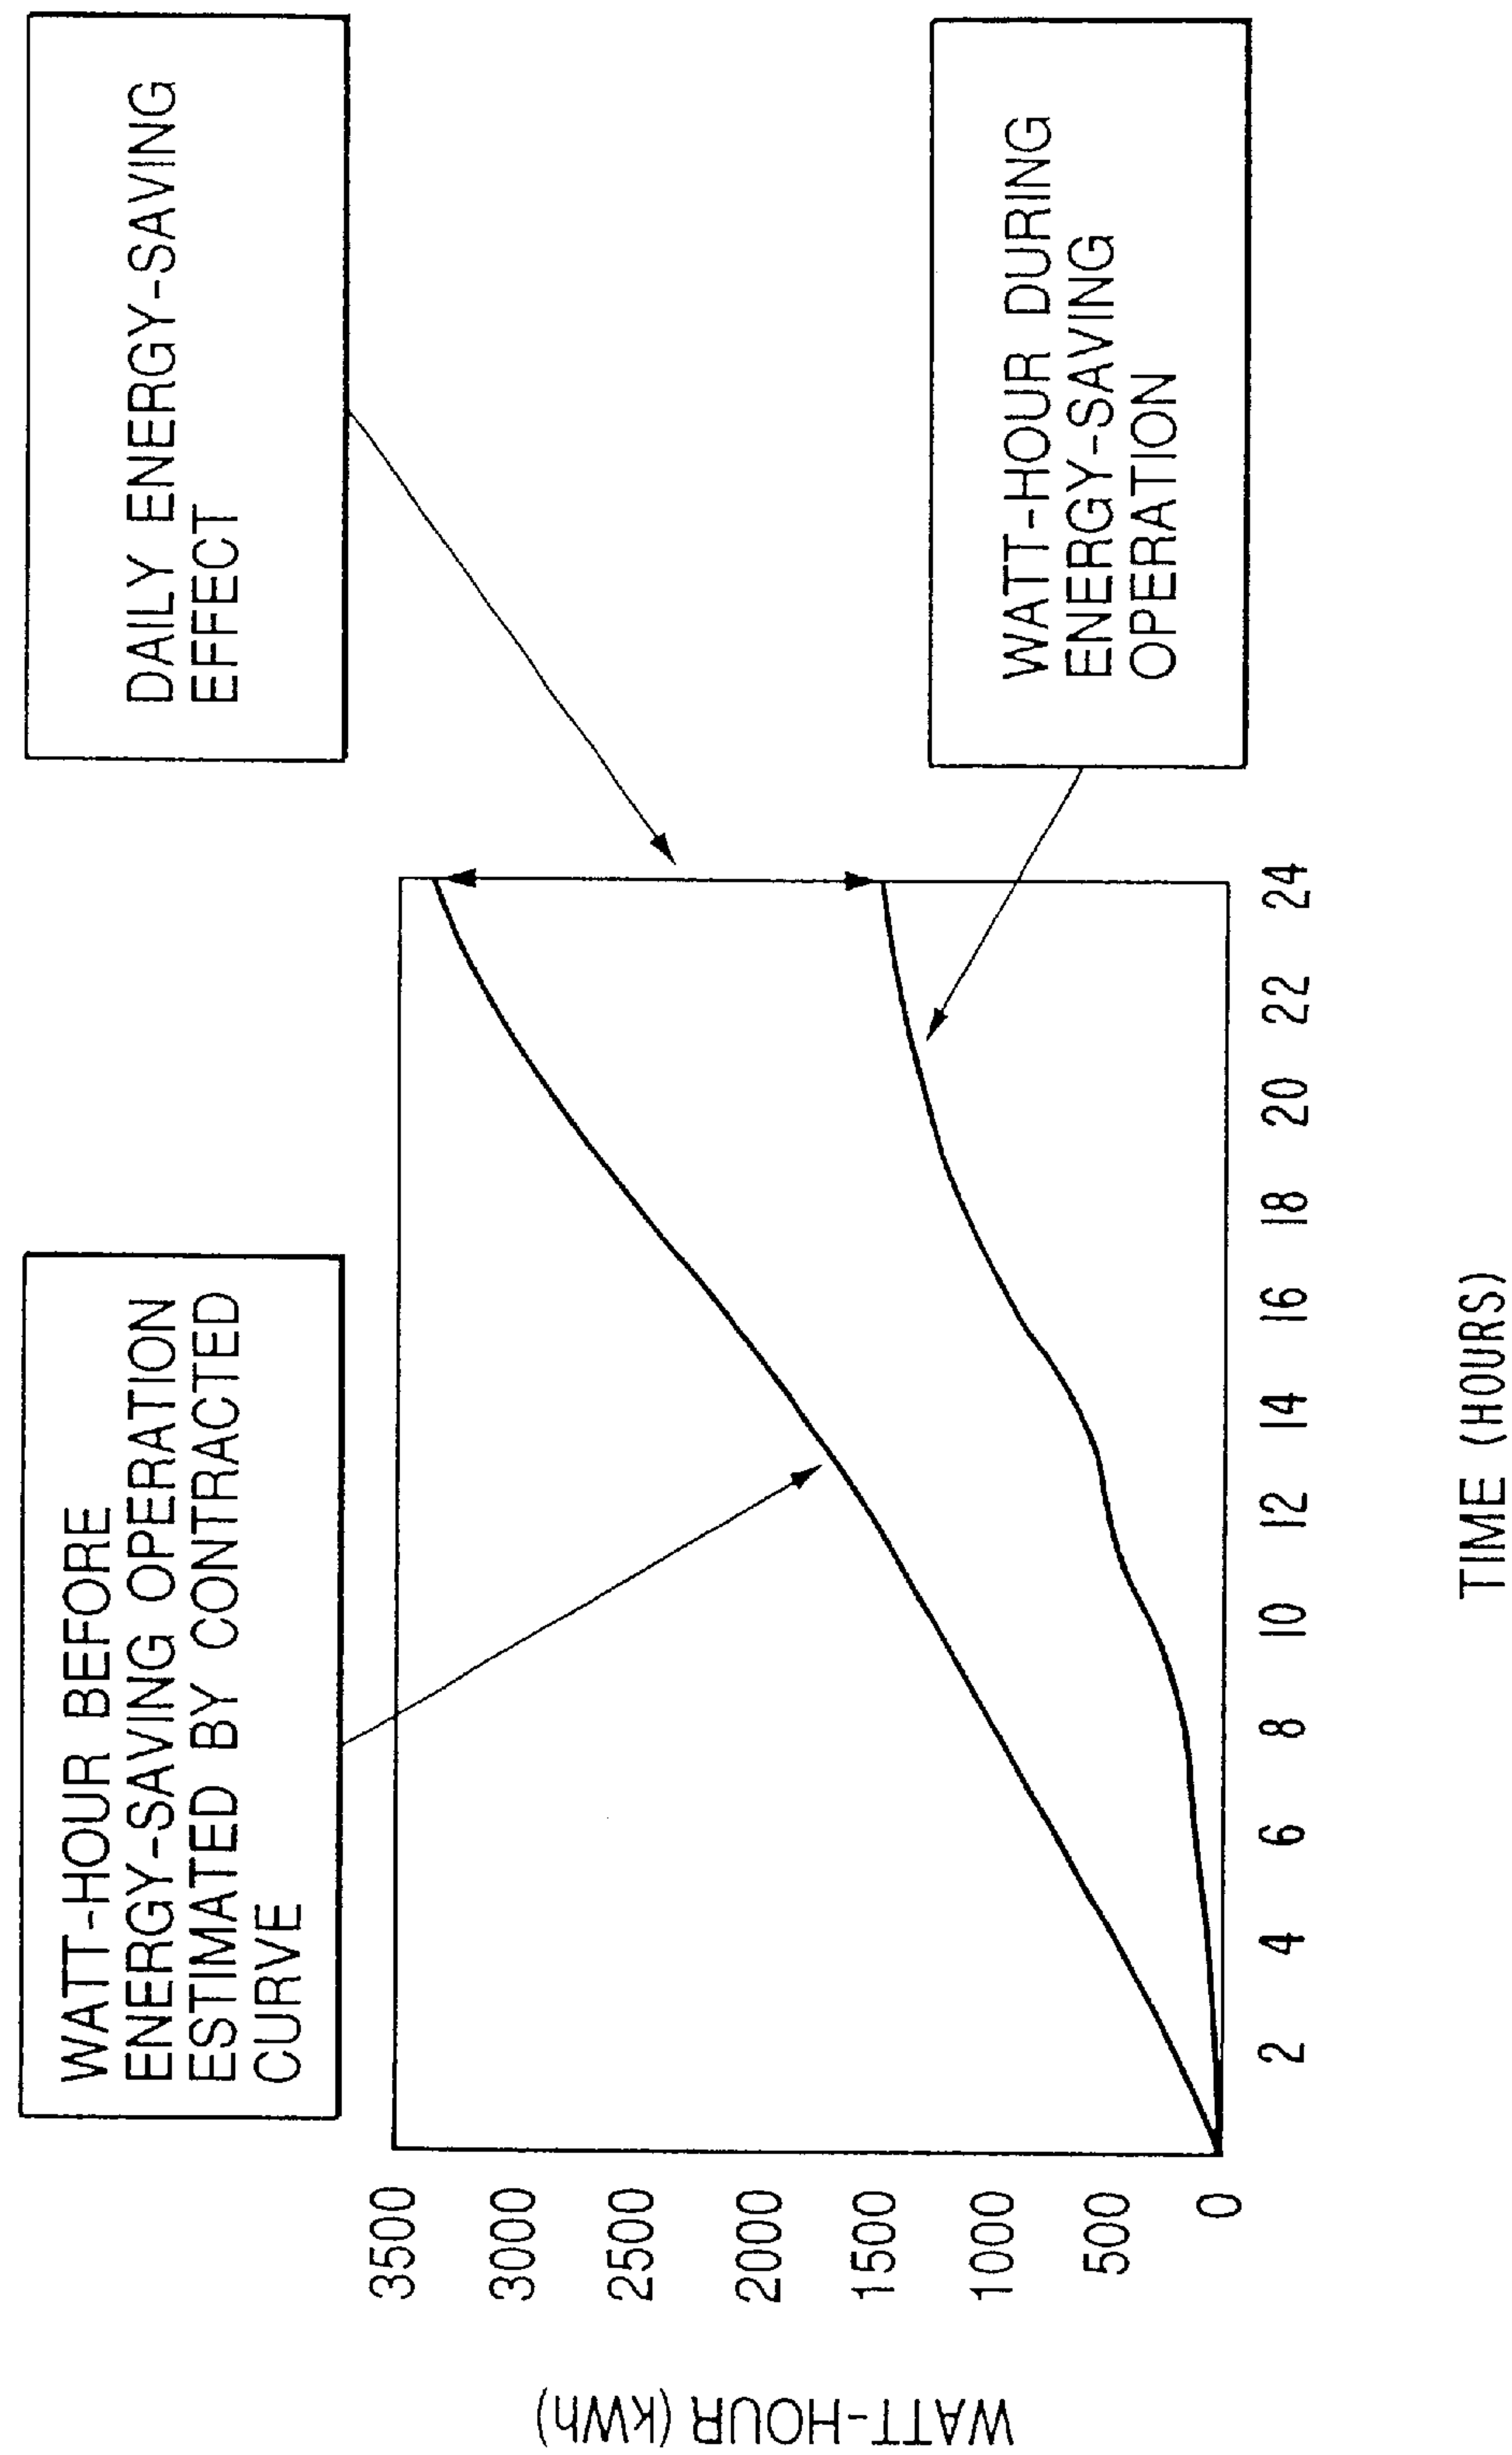 WATT-HOUR BEFORE
ENERGY-SAVING OPERATION
ESTIMATED BY CONTRACTED
CURVE
DAILY ENERGY-SAVING
EFFECT
WATT-HOUR DURING
ENERGY-SAVING
OPERATION
WATT-HOUR (kWh)
3500
3000
2500
2000
1500
1000
500
0
2 4 6 8 10 12 14 16 18 20 22 24
TIME (HOURS)